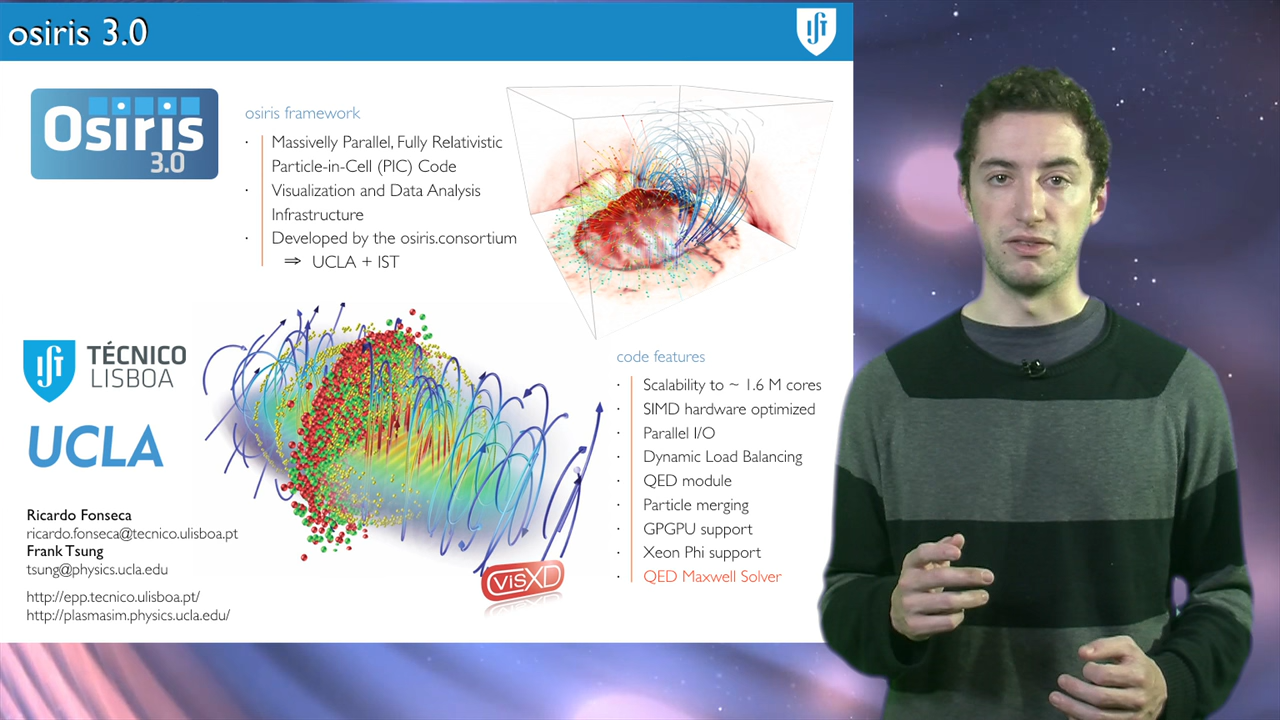 osiris 3.0
Osiris
3.0
osiris framework
· Massivelly Parallel, Fully Relativistic
Particle-in-Cell (PIC) Code
· Visualization and Data Analysis
Infrastructure
· Developed by the osiris.consortium
⇒ UCLA + IST
TÉCNICO
LISBOA
UCLA
Ricardo Fonseca
ricardo.fonseca@tecnico.ulisboa.pt
Frank Tsung
tsung@physics.ucla.edu
http://epp.tecnico.ulisboa.pt/
http://plasmasim.physics.ucla.edu/
visXD
code features
· Scalability to ~ 1.6 M cores
· SIMD hardware optimized
· Parallel I/O
· Dynamic Load Balancing
· QED module
· Particle merging
· GPGPU support
· Xeon Phi support
· QED Maxwell Solver